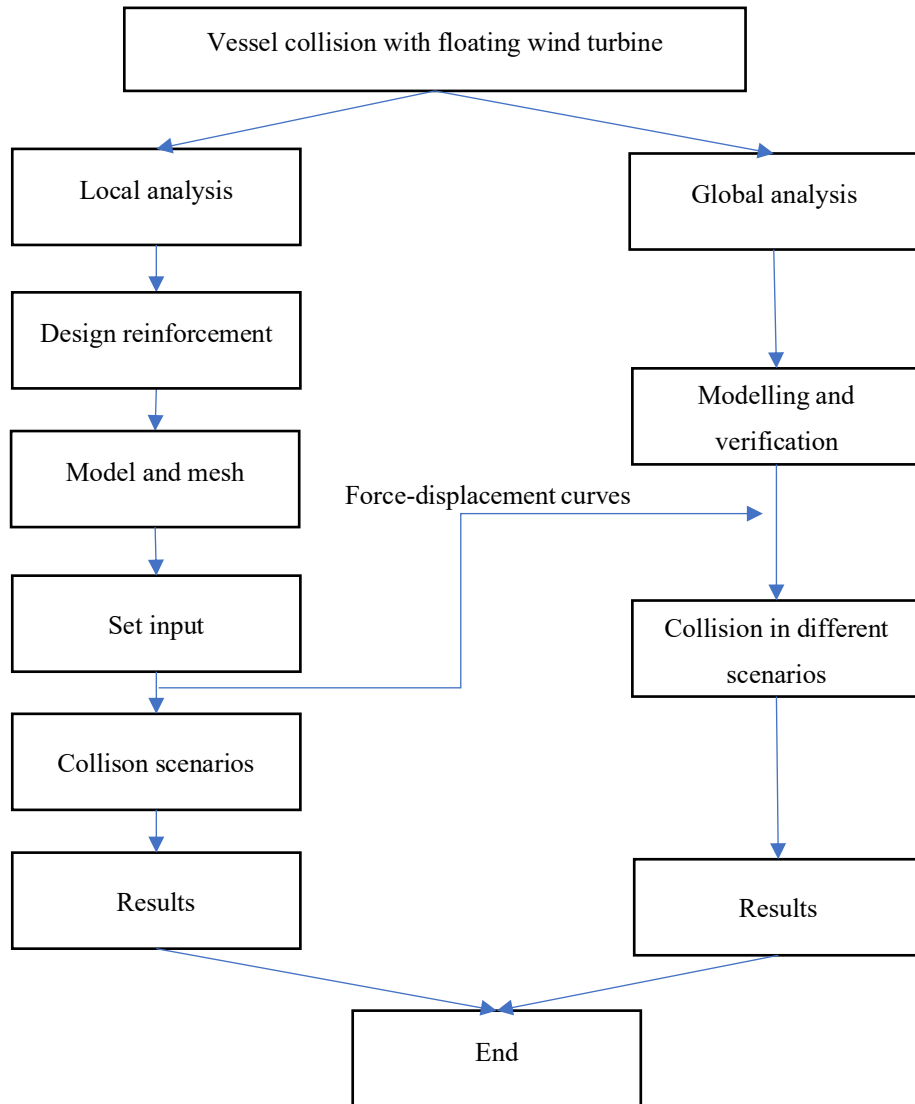 Vessel collision with floating wind turbine
Local analysis
Global analysis
Design reinforcement
Modelling and
verification
Model and mesh
Force-displacement curves
Set input
Collision in different
scenarios
Collison scenarios
Results
Results
End